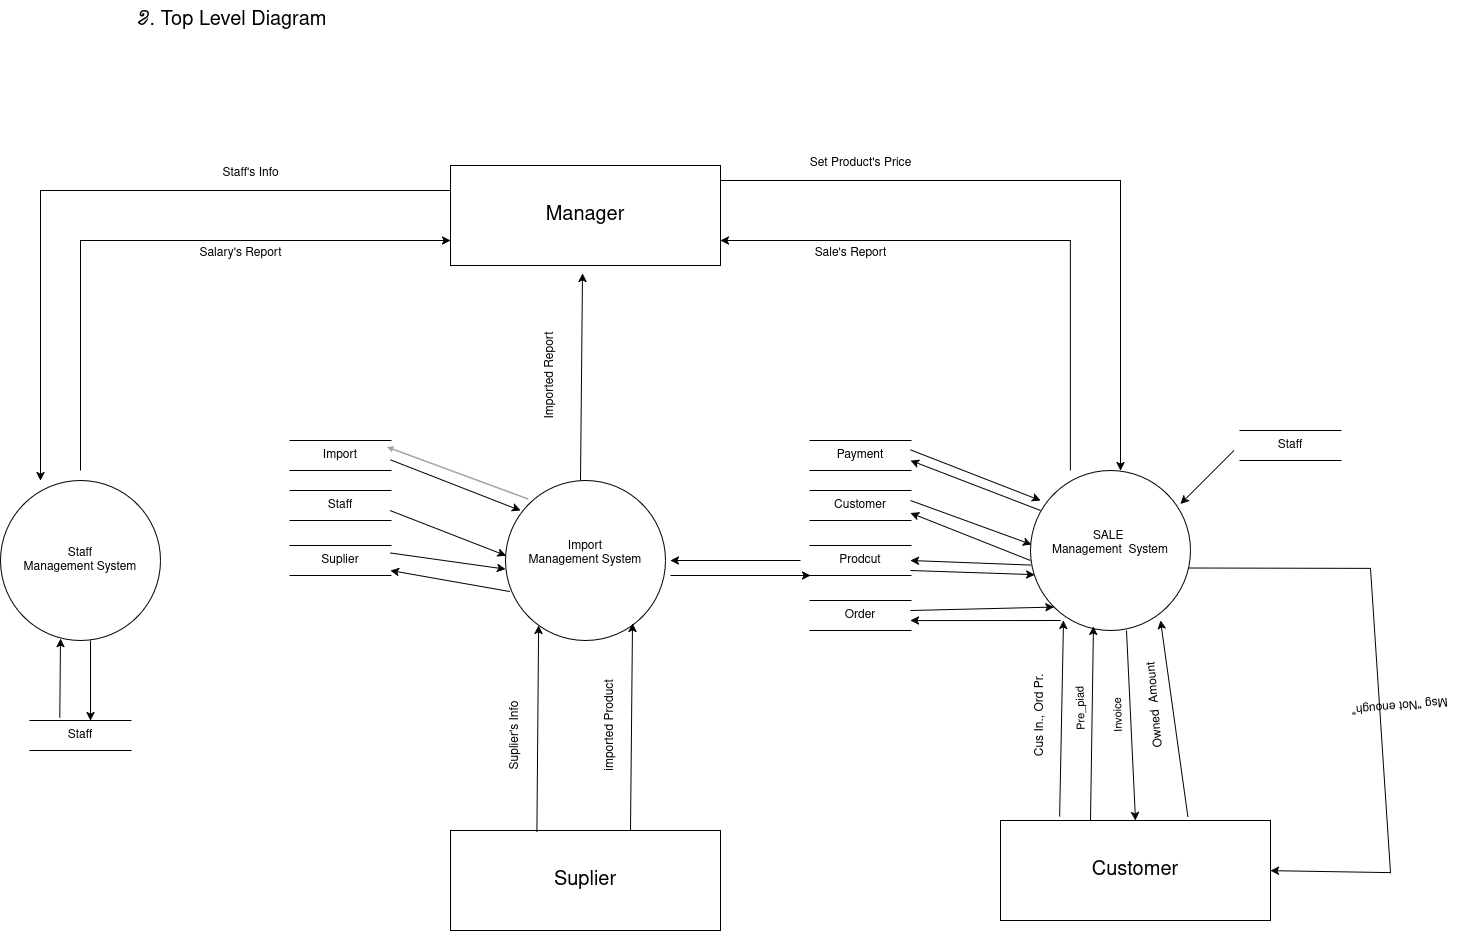 2. Top Level Diagram
Set Product's Price
Staff's Info
Manager
Salary's Report
Sale's Report
Imported Report
Import
Payment
Staff
Staff
Customer
SALE
Management System
Import
Management System
Staff
Management System
Suplier
Prodcut
Order
Cus In., Ord Pr.
Pre_piad
Invoice
Owned Amount
Msg "Not enough"
Suplier's Info
imported Product
Staff
Suplier
Customer